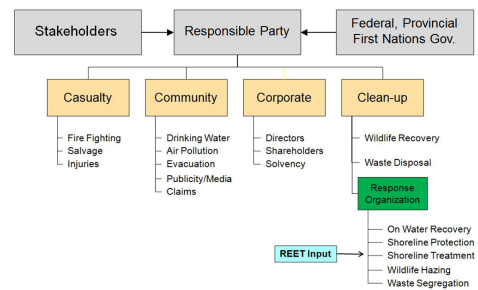 Stakeholders
Responsible Party
Federal, Provincial
First Nations Gov.
Casualty
Community
Corporate
Clean-up
Fire Fighting
Salvage
Injuries
Drinking Water
Air Pollution
Evacuation
Publicity/Media
Claims
Directors
Shareholders
Solvency
Wildlife Recovery
Waste Disposal
Response
Organization
REET Input
On Water Recovery
Shoreline Protection
Shoreline Treatment
Wildlife Hazing
Waste Segregation